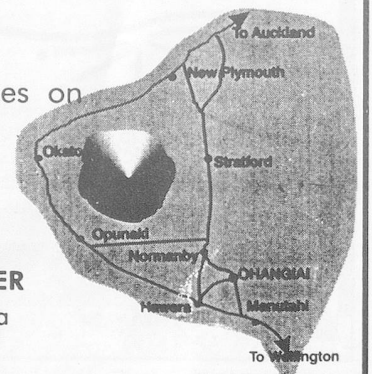 To Auckland
New Plymouth
es on
Okato
Stratford
Opunaki
Normanby
OHANGIAI
ER
Hawera
Manutahi
a
To Wellington